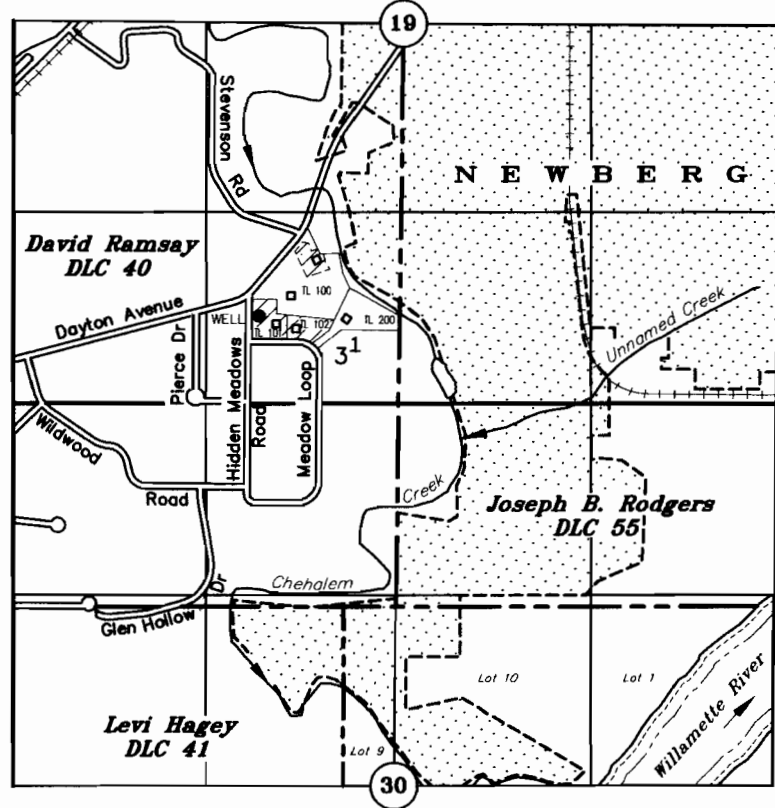 19
Stevenson
Rd
NEWBERG
David Ramsay
DLC 40
TL 100
Dayton Avenue
WELL
TL 101
TL 102
TL 200
Unnamed Creek
3¹
Pierce Dr
Hidden Meadows
Road
Meadow Loop
Wildwood
Road
Creek
Joseph B. Rodgers
DLC 55
Chehalem
Glen Hollow Dr
Lot 10
Lot 1
Levi Hagey
DLC 41
Lot 9
Willamette River
30